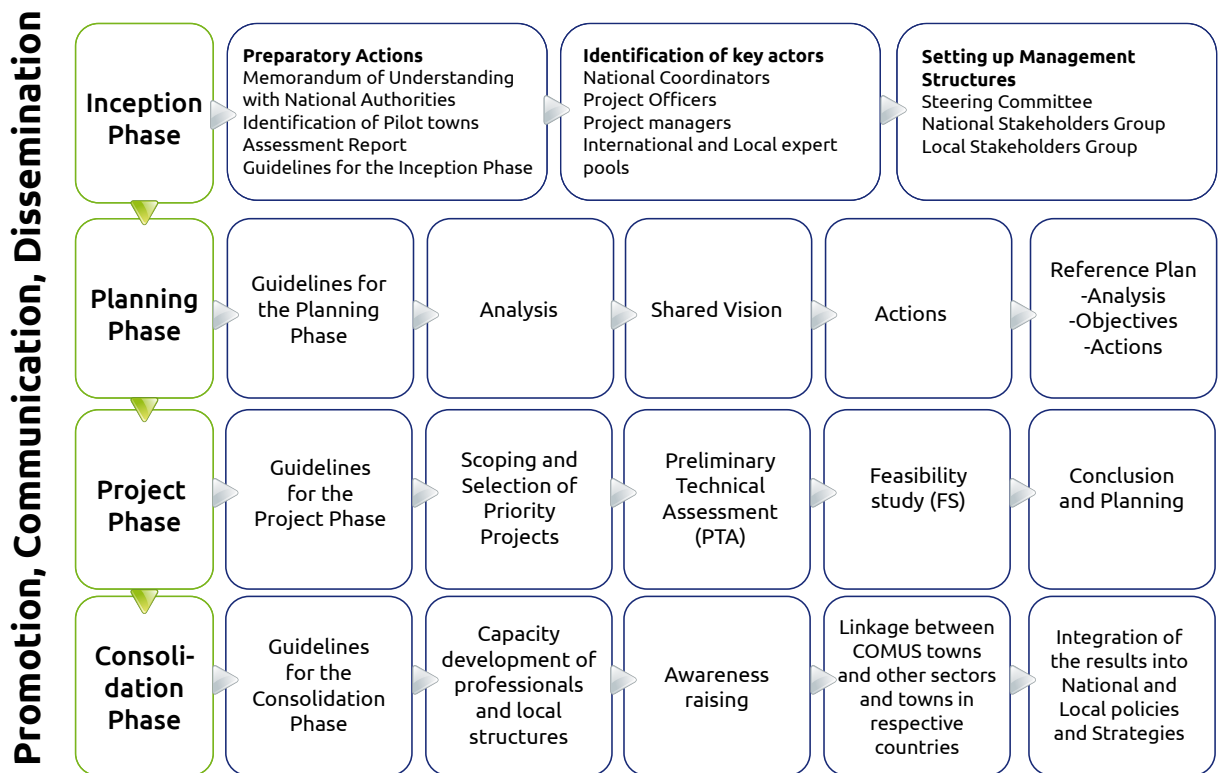 Promotion, Communication, Dissemination
Inception
Phase
Preparatory Actions
Memorandum of Understanding
with National Authorities
Identification of Pilot towns
Assessment Report
Guidelines for the Inception Phase
Identification of key actors
National Coordinators
Project Officers
Project managers
International and Local expert
pools
Setting up Management
Structures
Steering Committee
National Stakeholders Group
Local Stakeholders Group
Planning
Phase
Guidelines for
the Planning
Phase
Analysis
Shared Vision
Actions
Reference Plan
-Analysis
-Objectives
-Actions
Project
Phase
Guidelines
for the
Project Phase
Scoping and
Selection of
Priority
Projects
Preliminary
Technical
Assessment
(PTA)
Feasibility
study (FS)
Conclusion
and Planning
Consoli-
dation
Phase
Guidelines
for the
Consolidation
Phase
Capacity
development of
professionals
and local
structures
Awareness
raising
Linkage between
COMUS towns
and other sectors
and towns in
respective
countries
Integration of
the results into
National and
Local policies
and Strategies